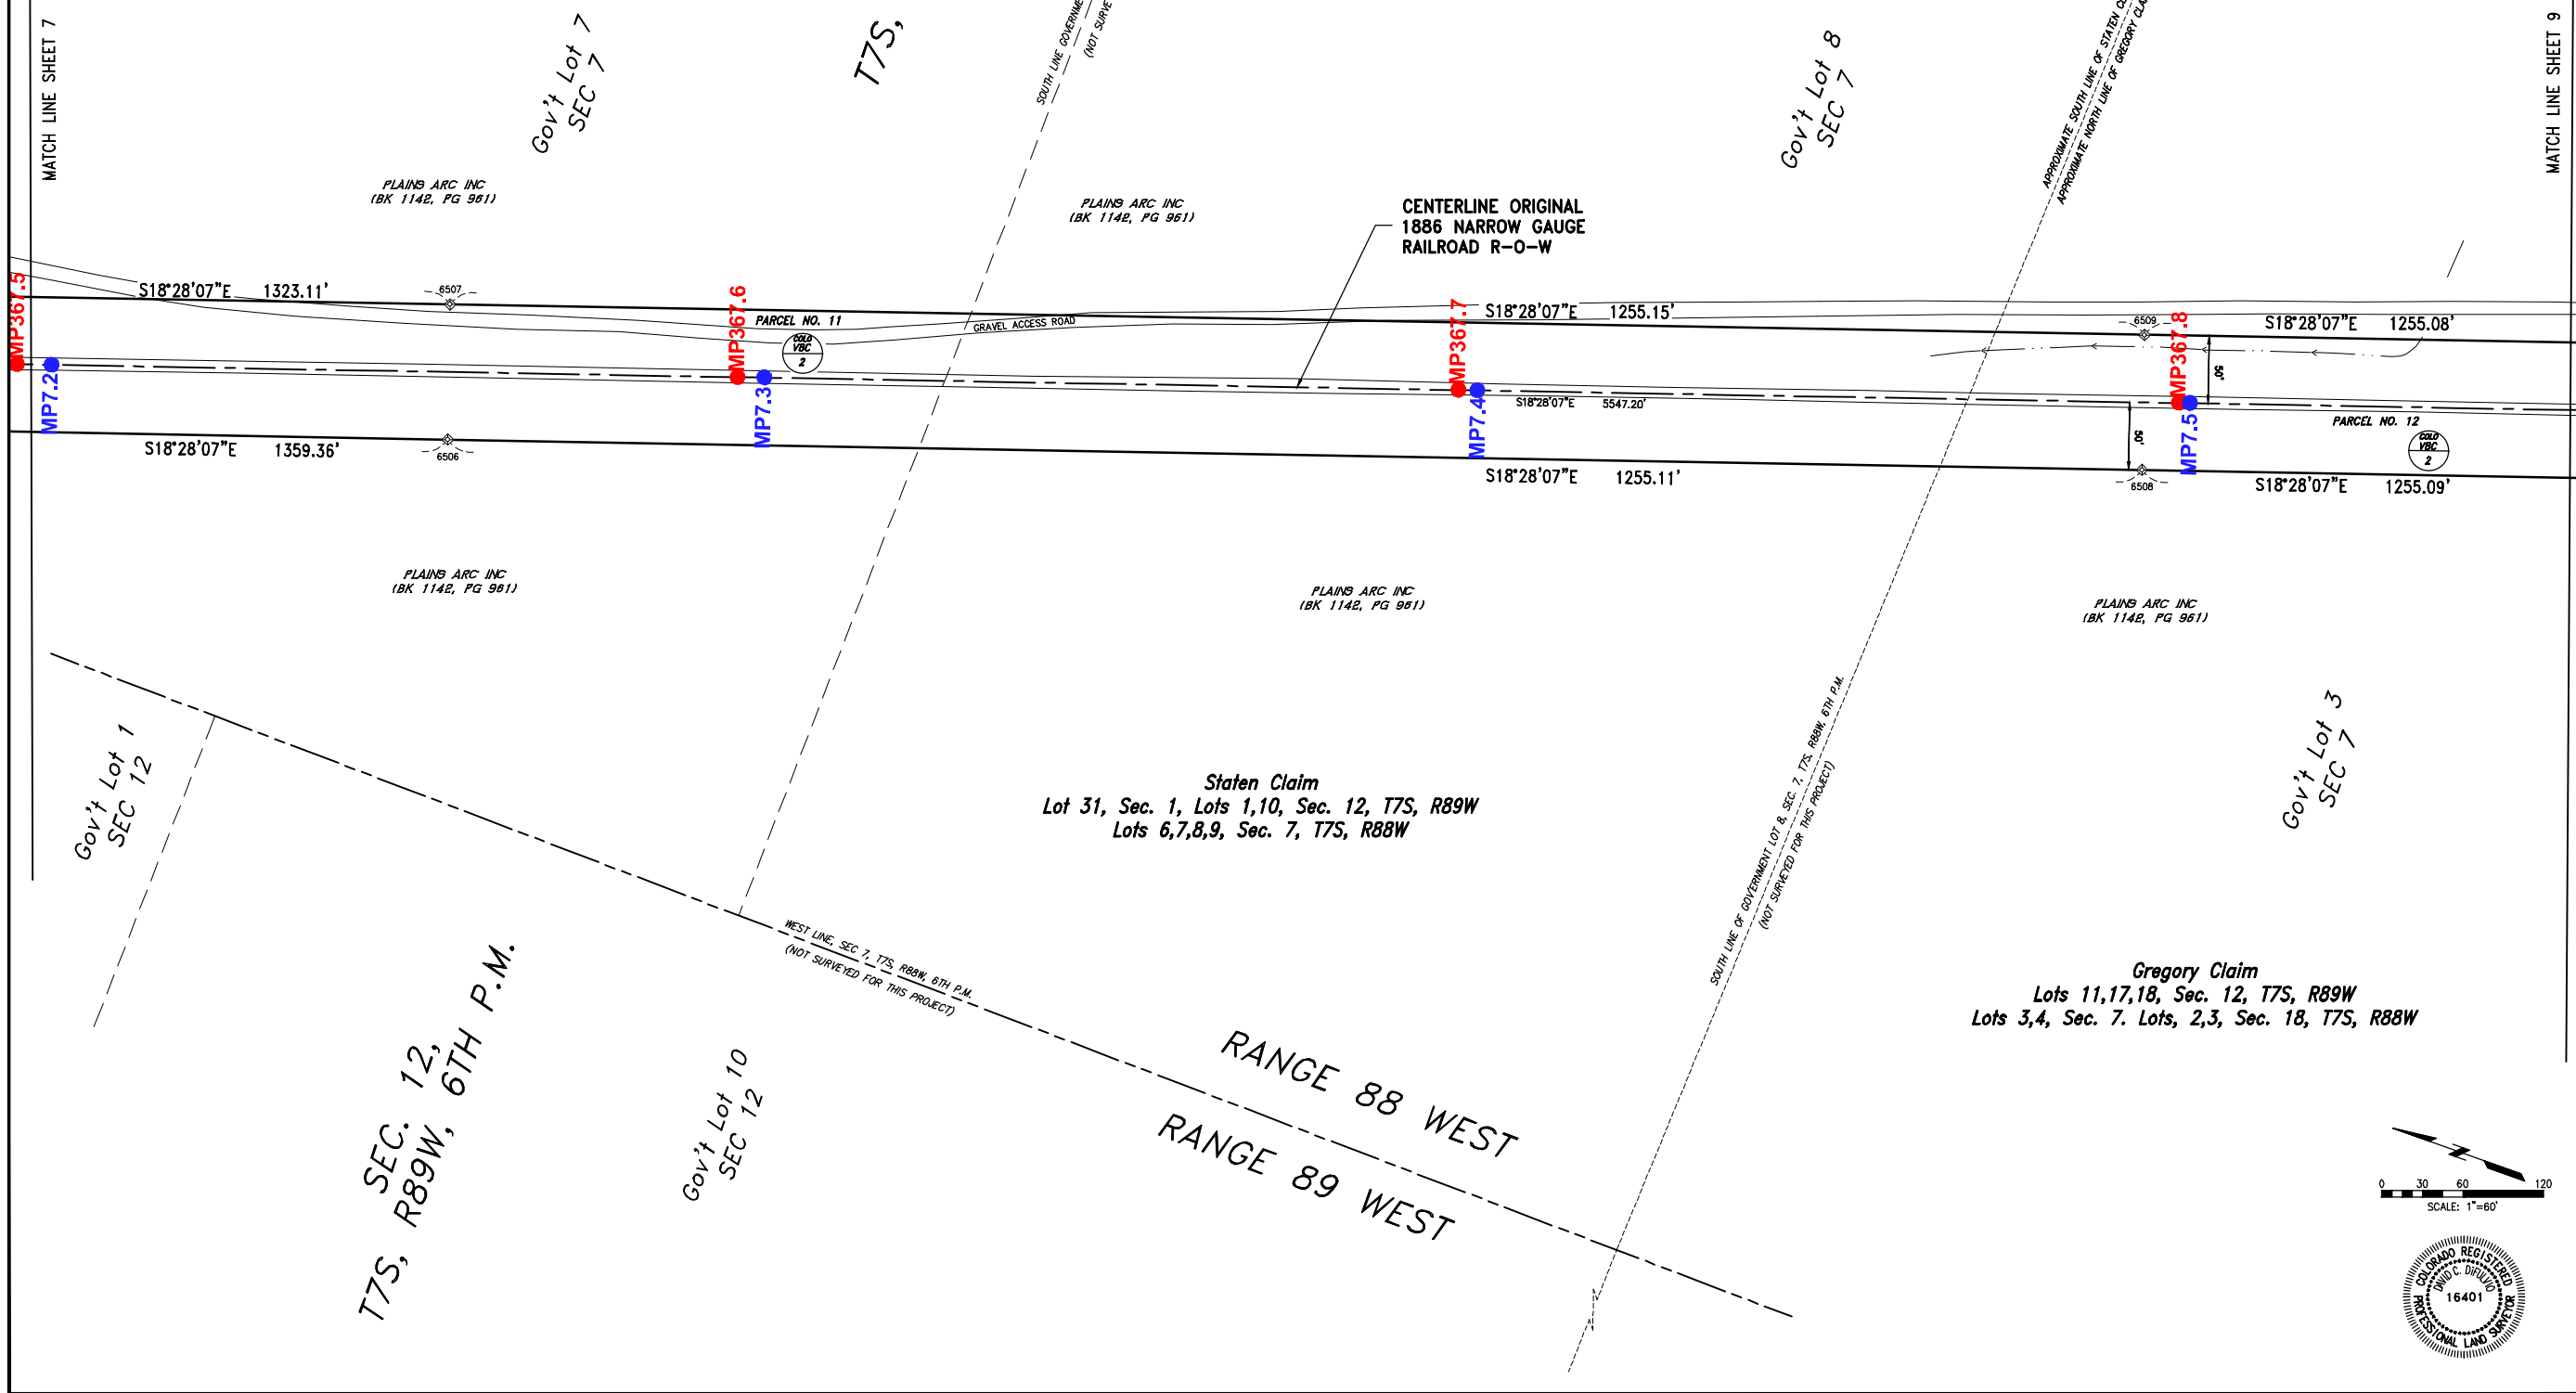 MATCH LINE SHEET 7
Gov't Lot 7
SEC 7
T7S,
SOUTH LINE
(NOT
Gov't Lot 8
SEC 7
APPROXIMATE SOUTH LINE OF STATEN
APPROXIMATE NORTH LINE OF GREGORY
MATCH LINE SHEET 9
PLAINS ARC INC
(BK 1142, PG 961)
PLAINS ARC INC
(BK 1142, PG 961)
CENTERLINE ORIGINAL
1886 NARROW GAUGE
RAILROAD R-O-W
MP367.5
S18°28'07"E 1323.11'
6507
MP367.6
PARCEL NO. 11
GRAVEL ACCESS ROAD
MP367.7
S18°28'07"E 1255.15'
6509
MP367.8
S18°28'07"E 1255.08'
COLO
VBC
2
50'
MP7.2
MP7.3
MP7.4
S18°28'07"E 5547.20'
MP7.5
PARCEL NO. 12
50'
COLO
VBC
2
S18°28'07"E 1359.36'
6506
S18°28'07"E 1255.11'
6508
S18°28'07"E 1255.09'
PLAINS ARC INC
(BK 1142, PG 961)
PLAINS ARC INC
(BK 1142, PG 961)
PLAINS ARC INC
(BK 1142, PG 961)
Gov't Lot 1
SEC 12
Staten Claim
Lot 31, Sec. 1, Lots 1,10, Sec. 12, T7S, R89W
Lots 6,7,8,9, Sec. 7, T7S, R88W
SOUTH LINE OF GOVERNMENT LOT 8, SEC. 7, T7S, R88W, 6TH P.M.
(NOT SURVEYED FOR THIS PROJECT)
Gov't Lot 3
SEC 7
WEST LINE, SEC 7, T7S, R88W, 6TH P.M.
(NOT SURVEYED FOR THIS PROJECT)
SEC. 12,
T7S, R89W, 6TH P.M.
Gov't Lot 10
SEC 12
Gregory Claim
Lots 11,17,18, Sec. 12, T7S, R89W
Lots 3,4, Sec. 7. Lots, 2,3, Sec. 18, T7S, R88W
RANGE 88 WEST
RANGE 89 WEST
0 30 60 120
SCALE: 1"=60'
COLORADO REGISTERED
DAVID C. DiFULVIO
16401
PROFESSIONAL LAND SURVEYOR